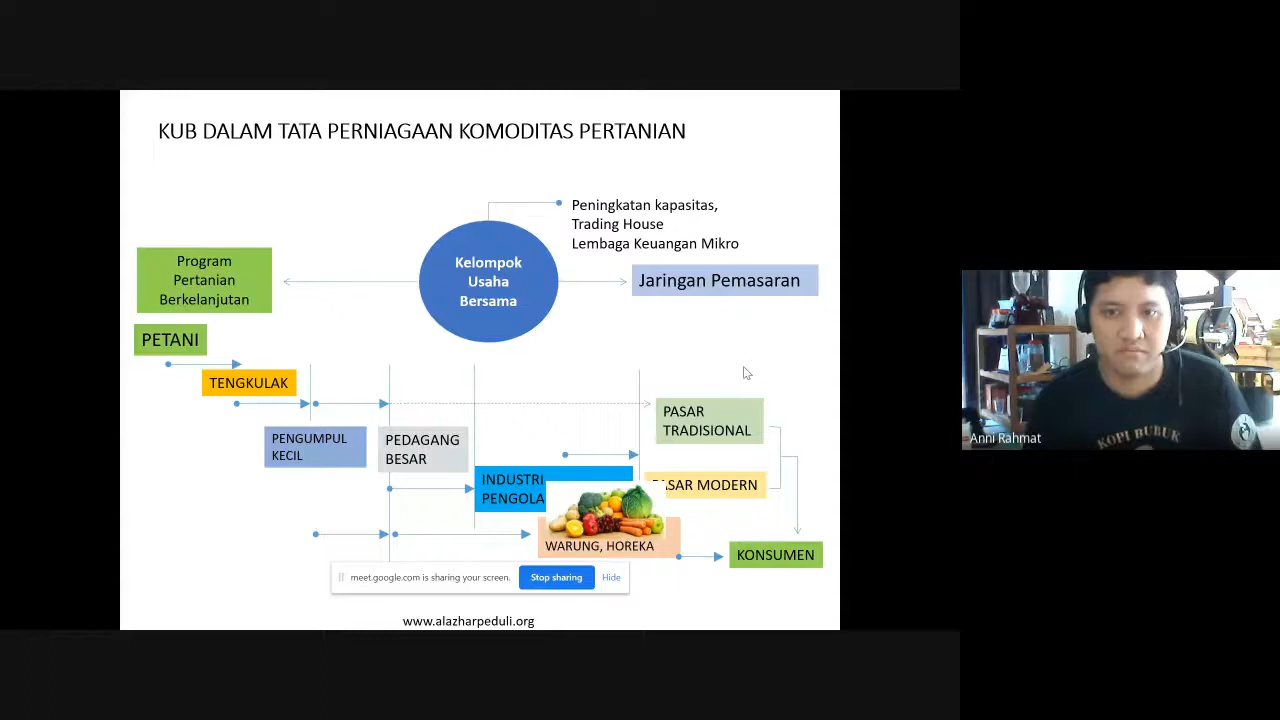 KUB DALAM TATA PERNIAGAAN KOMODITAS PERTANIAN
Peningkatan kapasitas,
Trading House
Lembaga Keuangan Mikro
Kelompok
Usaha
Bersama
Program
Pertanian
Berkelanjutan
Jaringan Pemasaran
PETANI
TENGKULAK
PENGUMPUL
KECIL
PEDAGANG
BESAR
PASAR
TRADISIONAL
INDUSTRI
PENGOLA
PASAR MODERN
WARUNG, HOREKA
KONSUMEN
meet.google.com is sharing your screen.
Stop sharing
Hide
www.alazharpeduli.org
Anni Rahmat
KOPI BUBUK